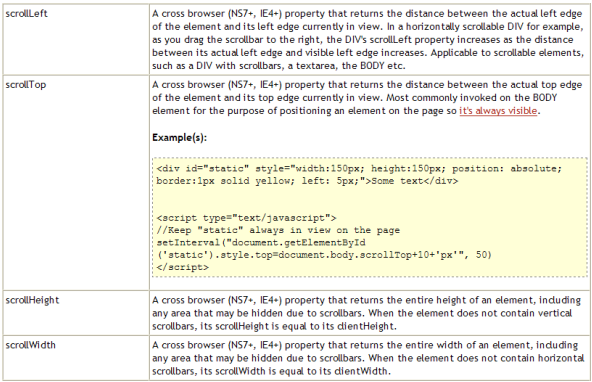 scrollLeft
A cross browser (NS7+, IE4+) property that returns the distance between the actual left edge
of the element and its left edge currently in view. In a horizontally scrollable DIV for example,
as you drag the scrollbar to the right, the DIV's scrollLeft property increases as the distance
between its actual left edge and visible left edge increases. Applicable to scrollable elements,
such as a DIV with scrollbars, a textarea, the BODY etc.
scrollTop
A cross browser (NS7+, IE4+) property that returns the distance between the actual top edge
of the element and its top edge currently in view. Most commonly invoked on the BODY
element for the purpose of positioning an element on the page so it's always visible.
Example(s):
<div id="static" style="width:150px; height:150px; position: absolute;
border:1px solid yellow; left: 5px;">Some text</div>
<script type="text/javascript">
//Keep "static" always in view on the page
setInterval("document.getElementById
('static').style.top=document.body.scrollTop+10+'px'", 50)
</script>
scrollHeight
A cross browser (NS7+, IE4+) property that returns the entire height of an element, including
any area that may be hidden due to scrollbars. When the element does not contain vertical
scrollbars, its scrollHeight is equal to its clientHeight.
scrollWidth
A cross browser (NS7+, IE4+) property that returns the entire width of an element, including
any area that may be hidden due to scrollbars. When the element does not contain horizontal
scrollbars, its scrollWidth is equal to its clientWidth.